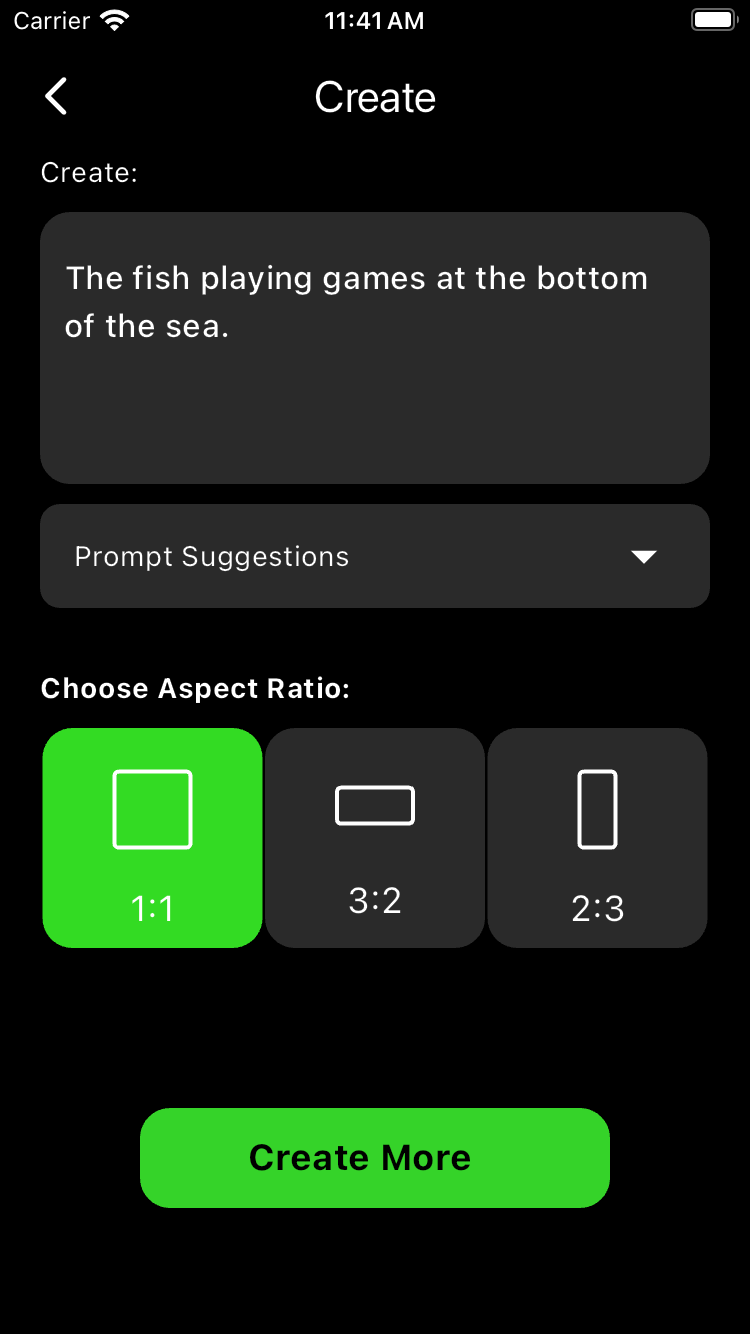 Carrier 11:41 AM
Create
Create:
The fish playing games at the bottom
of the sea.
Prompt Suggestions
Choose Aspect Ratio:
1:1 3:2 2:3
Create More